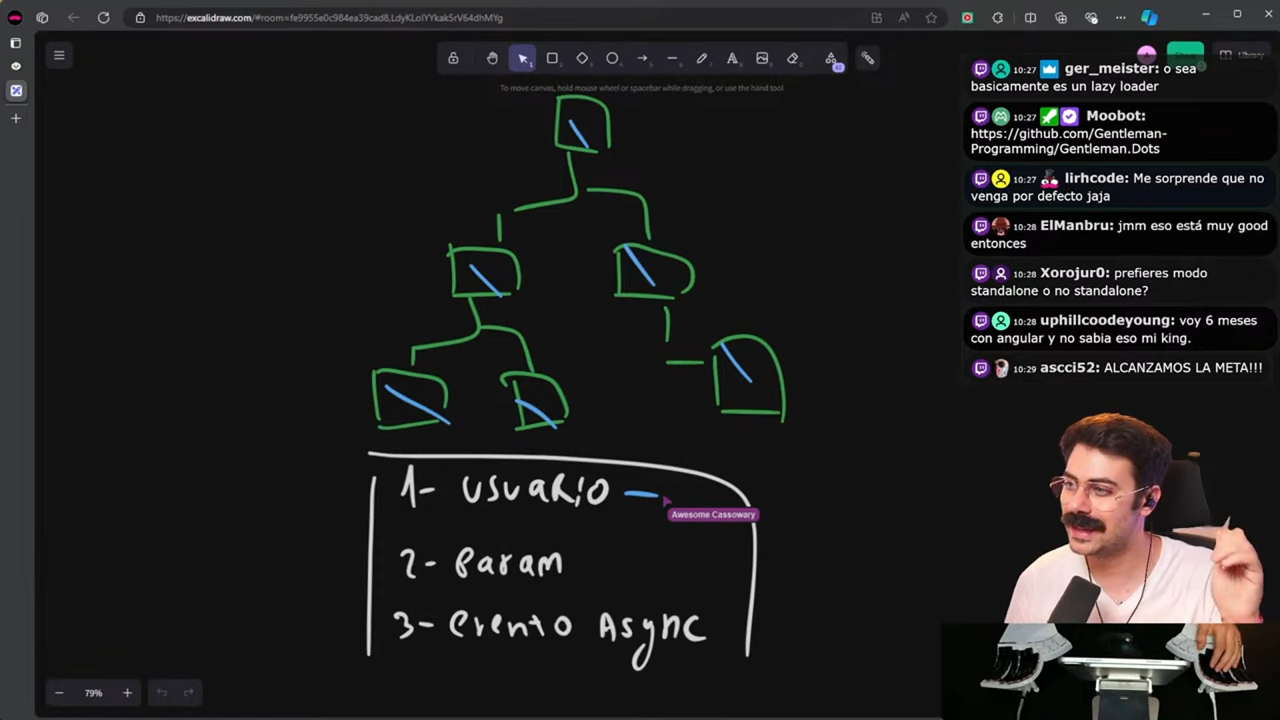 https://excalidraw.com/#room=fe9955e0c984ea39cad8,LdyKLoIYYkak5rV64dhMYg
Library
To move canvas, hold mouse wheel or spacebar while dragging, or use the hand tool
10:27 ger_meister: o sea
basicamente es un lazy loader
10:27 Moobot:
https://github.com/Gentleman-
Programming/Gentleman.Dots
10:27 lirhcode: Me sorprende que no
venga por defecto jaja
10:28 ElManbru: jmm eso está muy good
entonces
10:28 Xorojur0: prefieres modo
standalone o no standalone?
10:28 uphillcoodeyoung: voy 6 meses
con angular y no sabia eso mi king.
10:29 ascci52: ALCANZAMOS LA META!!!
1- usuario
Awesome Cassowary
2- Param
3- evento Async
79%